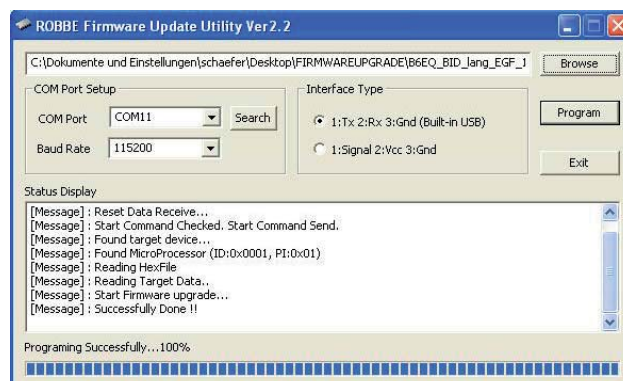 ROBBE Firmware Update Utility Ver2.2
C:\Dokumente und Einstellungen\schaefer\Desktop\FIRMWAREUPGRADE\B6EQ_BID_lang_EGF_1
Browse
COM Port Setup
COM Port
COM11
Search
Baud Rate
115200
Interface Type
1:Tx 2:Rx 3:Gnd (Built-in USB)
1:Signal 2:Vcc 3:Gnd
Program
Exit
Status Display
[Message] : Reset Data Receive...
[Message] : Start Command Checked. Start Command Send.
[Message] : Found target device...
[Message] : Found MicroProcessor (ID:0x0001, PI:0x01)
[Message] : Reading HexFile
[Message] : Reading Target Data..
[Message] : Start Firmware upgrade...
[Message] : Successfully Done !!
Programing Successfully...100%